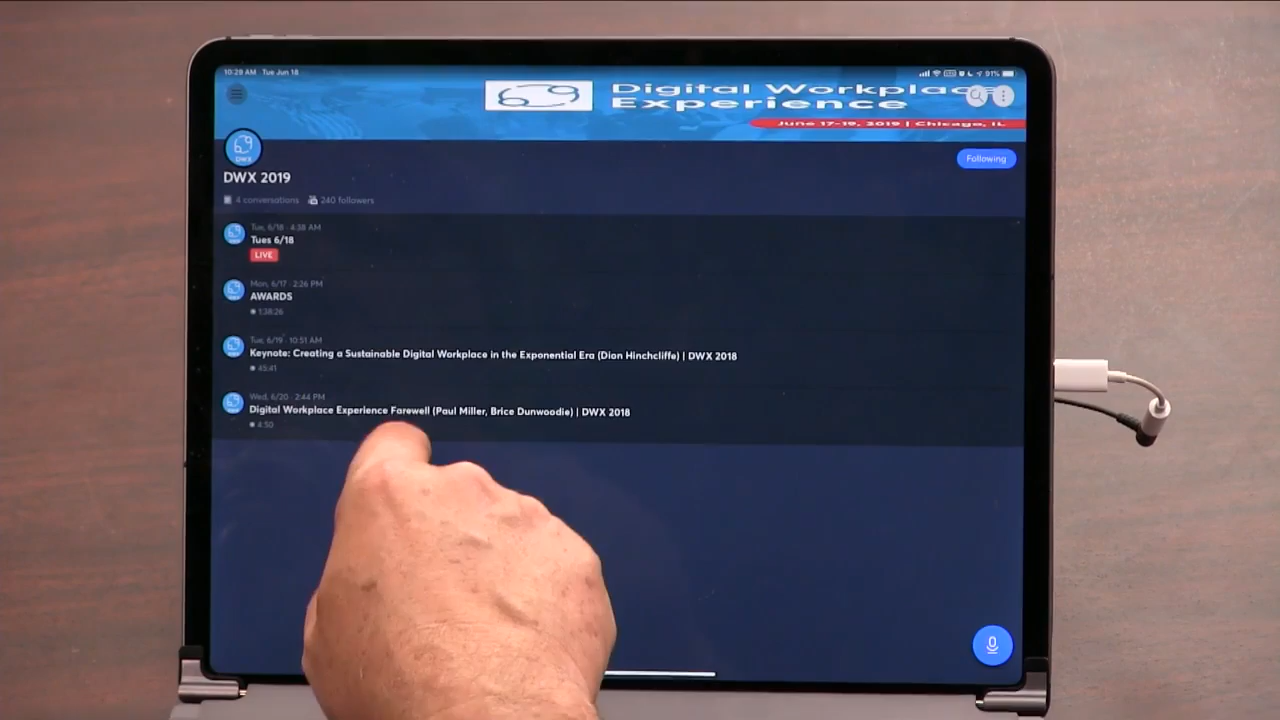 10:29 AM Tue Jun 18
91%
Digital Workplace
Experience
June 17-19, 2019 | Chicago, IL
DWX
Following
DWX 2019
4 conversations 240 followers
Tue, 6/18 · 4:38 AM
Tues 6/18
LIVE
Mon, 6/17 · 2:26 PM
AWARDS
1:38:26
Tue, 6/19 · 10:51 AM
Keynote: Creating a Sustainable Digital Workplace in the Exponential Era (Dion Hinchcliffe) | DWX 2018
45:41
Wed, 6/20 · 2:44 PM
Digital Workplace Experience Farewell (Paul Miller, Brice Dunwoodie) | DWX 2018
4:50